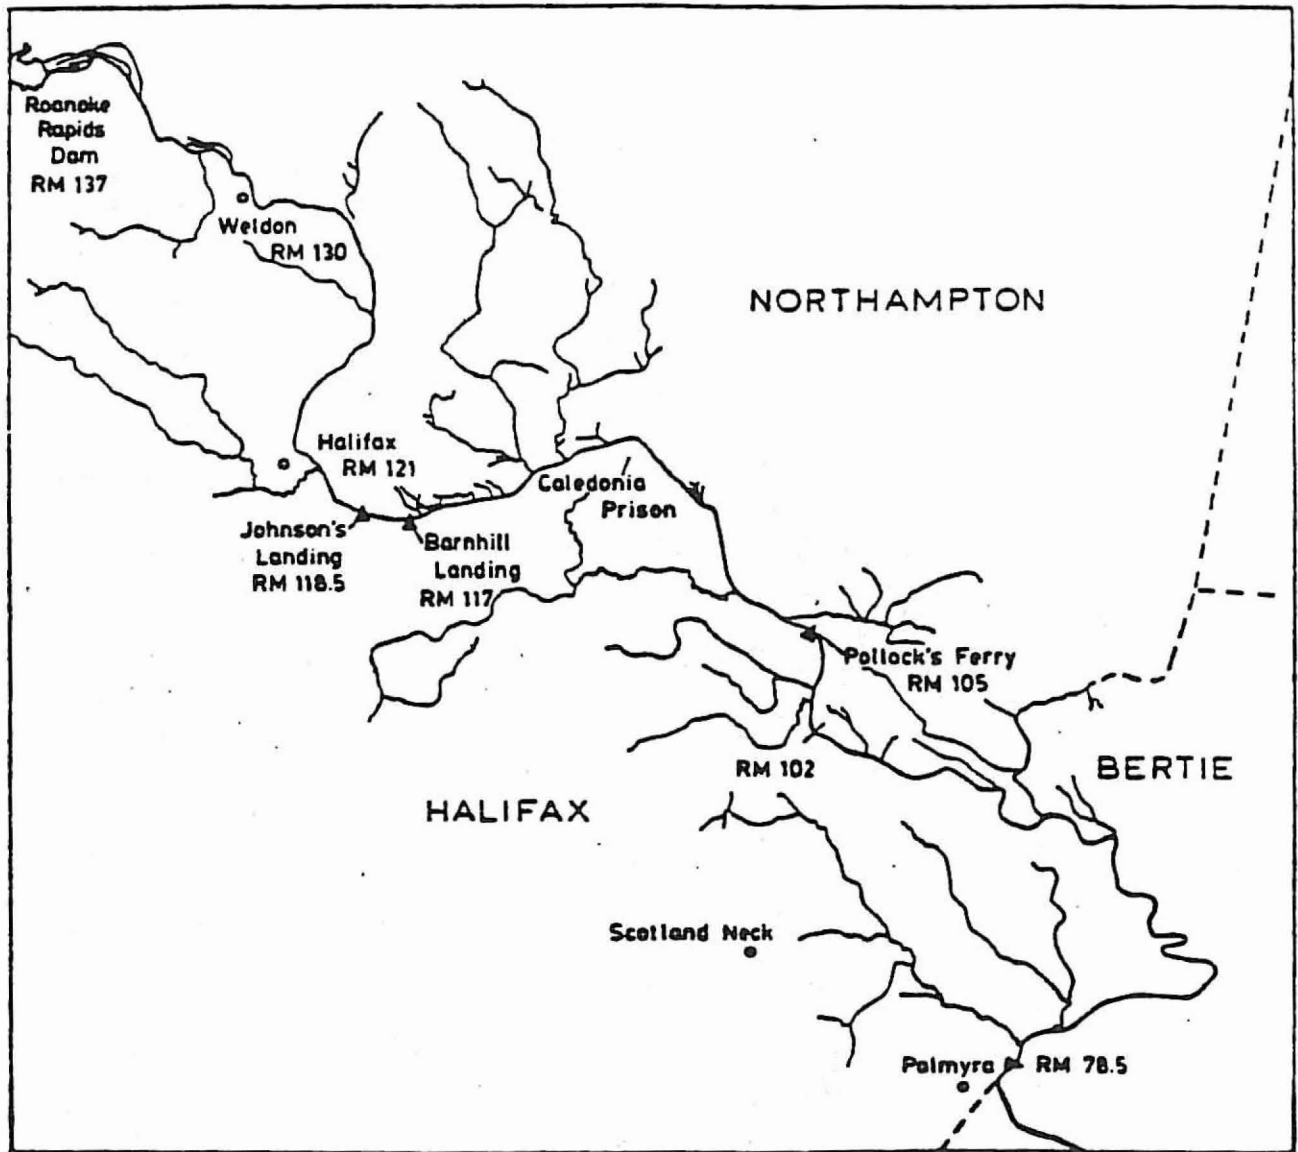 Roanoke
Rapids
Dam
RM 137
Weldon
RM 130
NORTHAMPTON
Halifax
RM 121
Caledonia
Prison
Johnson's
Landing
RM 118.5
Barnhill
Landing
RM 117
Pollock's Ferry
RM 105
RM 102
BERTIE
HALIFAX
Scotland Neck
Palmyra
RM 78.5